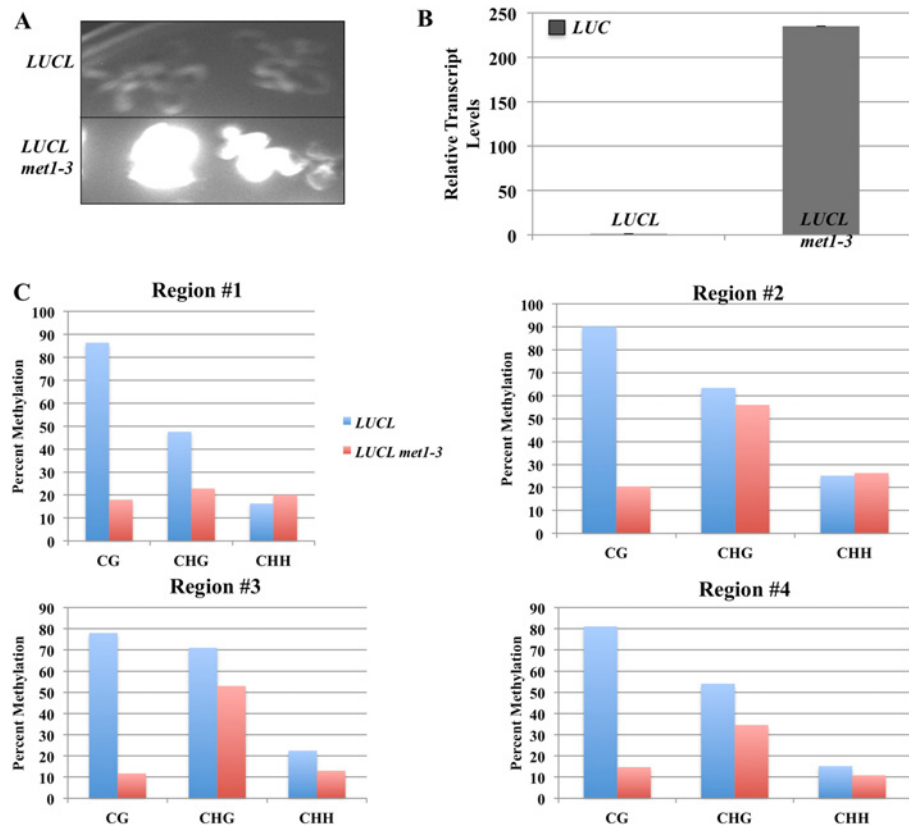 A
LUCL
LUCL
met1-3
B
LUC
Relative Transcript
Levels
250
200
150
100
50
0
LUCL
LUCL
met1-3
C
Region #1
Percent Methylation
100
90
80
70
60
50
40
30
20
10
0
CG
CHG
CHH
LUCL
LUCL met1-3
Region #2
Percent Methylation
100
90
80
70
60
50
40
30
20
10
0
CG
CHG
CHH
Region #3
Percent Methylation
90
80
70
60
50
40
30
20
10
0
CG
CHG
CHH
Region #4
Percent Methylation
90
80
70
60
50
40
30
20
10
0
CG
CHG
CHH